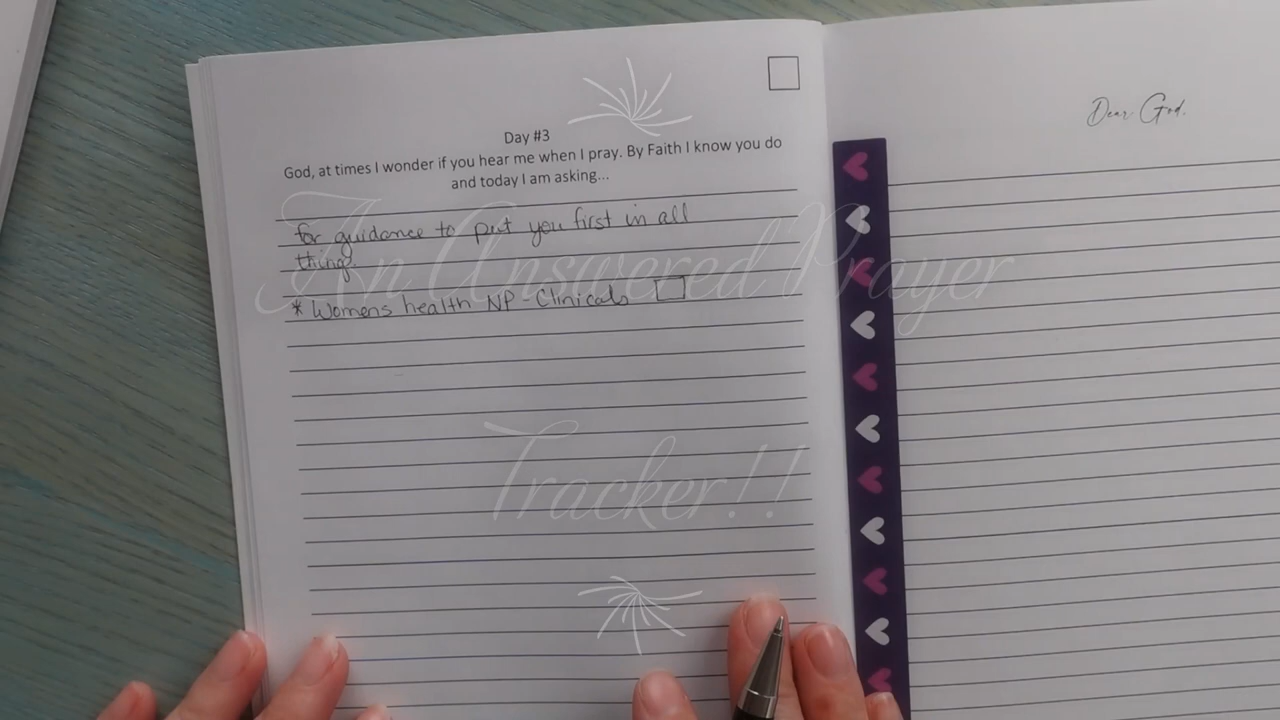 Dear God,
Day #3
God, at times I wonder if you hear me when I pray. By Faith I know you do
and today I am asking...
for guidance to put you first in all
things
An Answered Prayer
* Womens health NP - Clinicals
Tracker!!